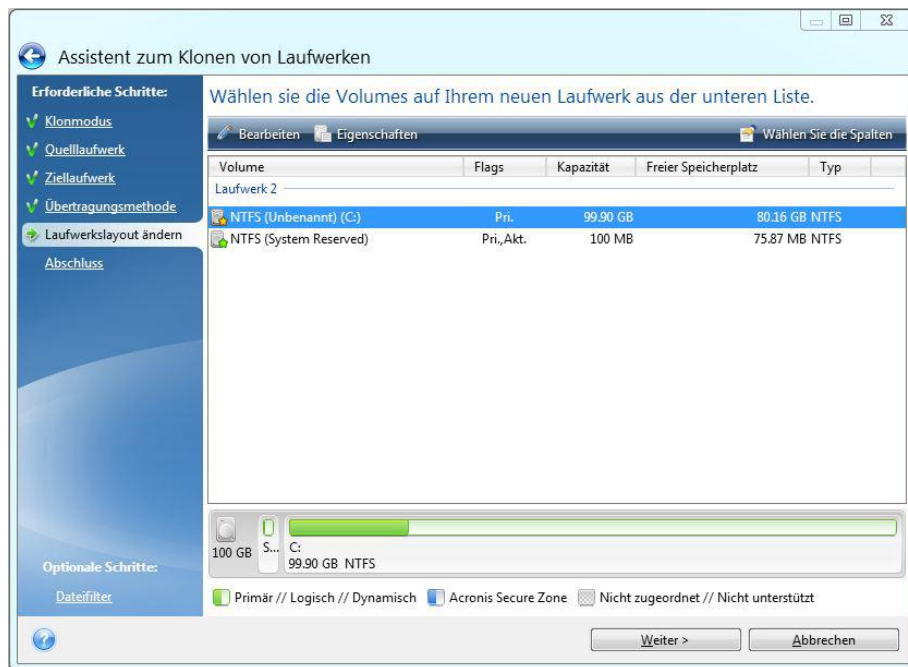 Assistent zum Klonen von Laufwerken
Erforderliche Schritte:
Klonmodus
Quelllaufwerk
Ziellaufwerk
Übertragungsmethode
Laufwerkslayout ändern
Abschluss
Optionale Schritte:
Dateifilter
Wählen sie die Volumes auf Ihrem neuen Laufwerk aus der unteren Liste.
Bearbeiten Eigenschaften Wählen Sie die Spalten
Volume Flags Kapazität Freier Speicherplatz Typ
Laufwerk 2
NTFS (Unbenannt) (C:) Pri. 99.90 GB 80.16 GB NTFS
NTFS (System Reserved) Pri.,Akt. 100 MB 75.87 MB NTFS
100 GB S... C:
99.90 GB NTFS
Primär // Logisch // Dynamisch Acronis Secure Zone Nicht zugeordnet // Nicht unterstützt
? Weiter > Abbrechen